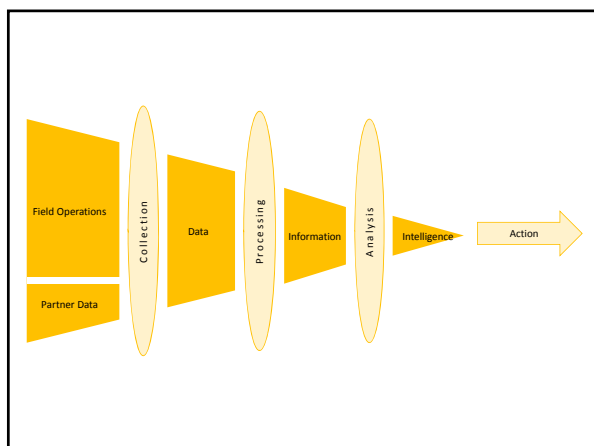 Field Operations
Partner Data
Collection
Data
Processing
Information
Analysis
Intelligence
Action